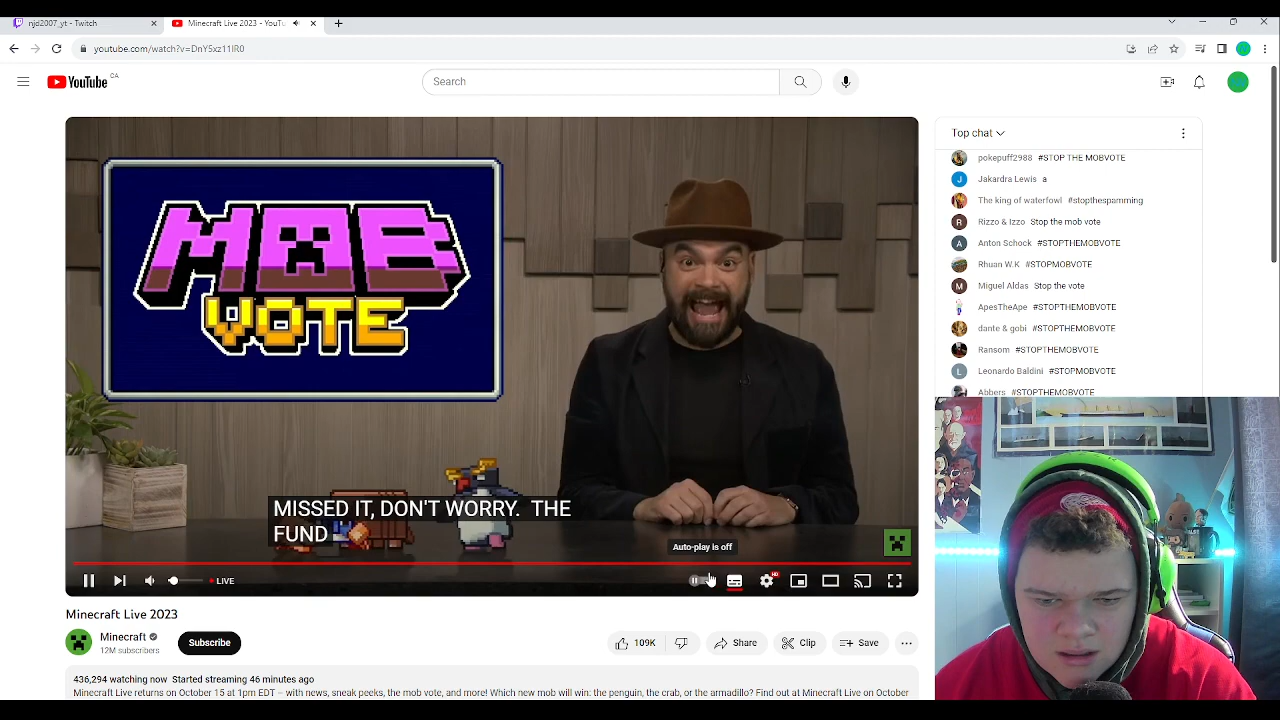 njd2007_yt - Twitch
Minecraft Live 2023 - YouTu
youtube.com/watch?v=DnY5xz11IR0
YouTube CA
Search
MOB
VOTE
MISSED IT, DON'T WORRY. THE
FUND
Auto-play is off
LIVE
HD
Minecraft Live 2023
Minecraft
12M subscribers
Subscribe
109K
Share
Clip
Save
436,294 watching now Started streaming 46 minutes ago
Minecraft Live returns on October 15 at 1pm EDT – with news, sneak peeks, the mob vote, and more! Which new mob will win: the penguin, the crab, or the armadillo? Find out at Minecraft Live on October
Top chat
pokepuff2988 #STOP THE MOBVOTE
Jakardra Lewis a
The king of waterfowl #stopthespamming
Rizzo & Izzo Stop the mob vote
Anton Schock #STOPTHEMOBVOTE
Rhuan W.K #STOPMOBVOTE
Miguel Aldas Stop the vote
ApesTheApe #STOPTHEMOBVOTE
dante & gobi #STOPTHEMOBVOTE
Ransom #STOPTHEMOBVOTE
Leonardo Baldini #STOPMOBVOTE
Abbers #STOPTHEMOBVOTE